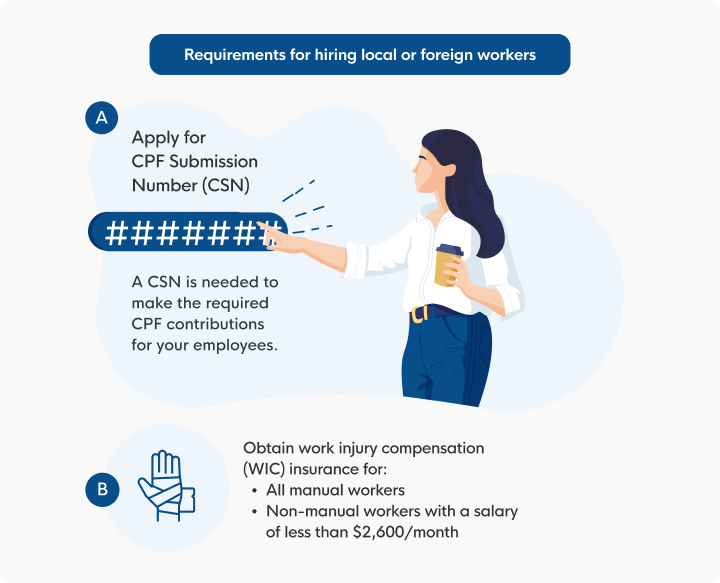 Requirements for hiring local or foreign workers
A
Apply for
CPF Submission
Number (CSN)
#######
A CSN is needed to
make the required
CPF contributions
for your employees.
B
Obtain work injury compensation
(WIC) insurance for:
• All manual workers
• Non-manual workers with a salary
of less than $2,600/month